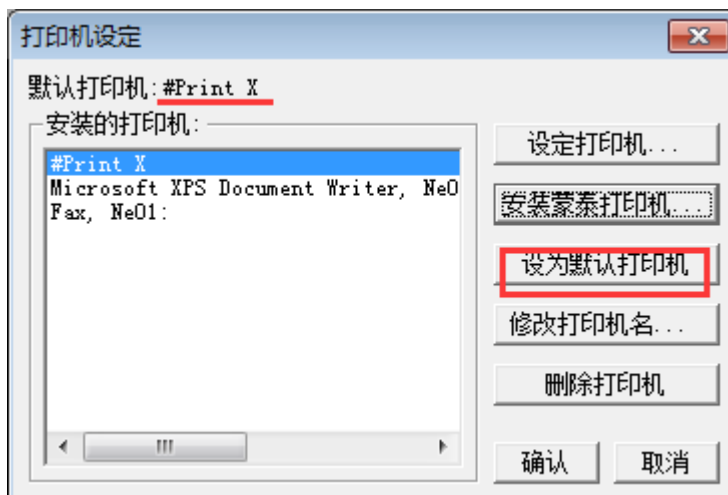 打印机设定
默认打印机:#Print X
安装的打印机:
#Print X
Microsoft XPS Document Writer, Ne0
Fax, Ne01:
设定打印机...
安装蒙泰打印机...
设为默认打印机
修改打印机名...
删除打印机
确认
取消